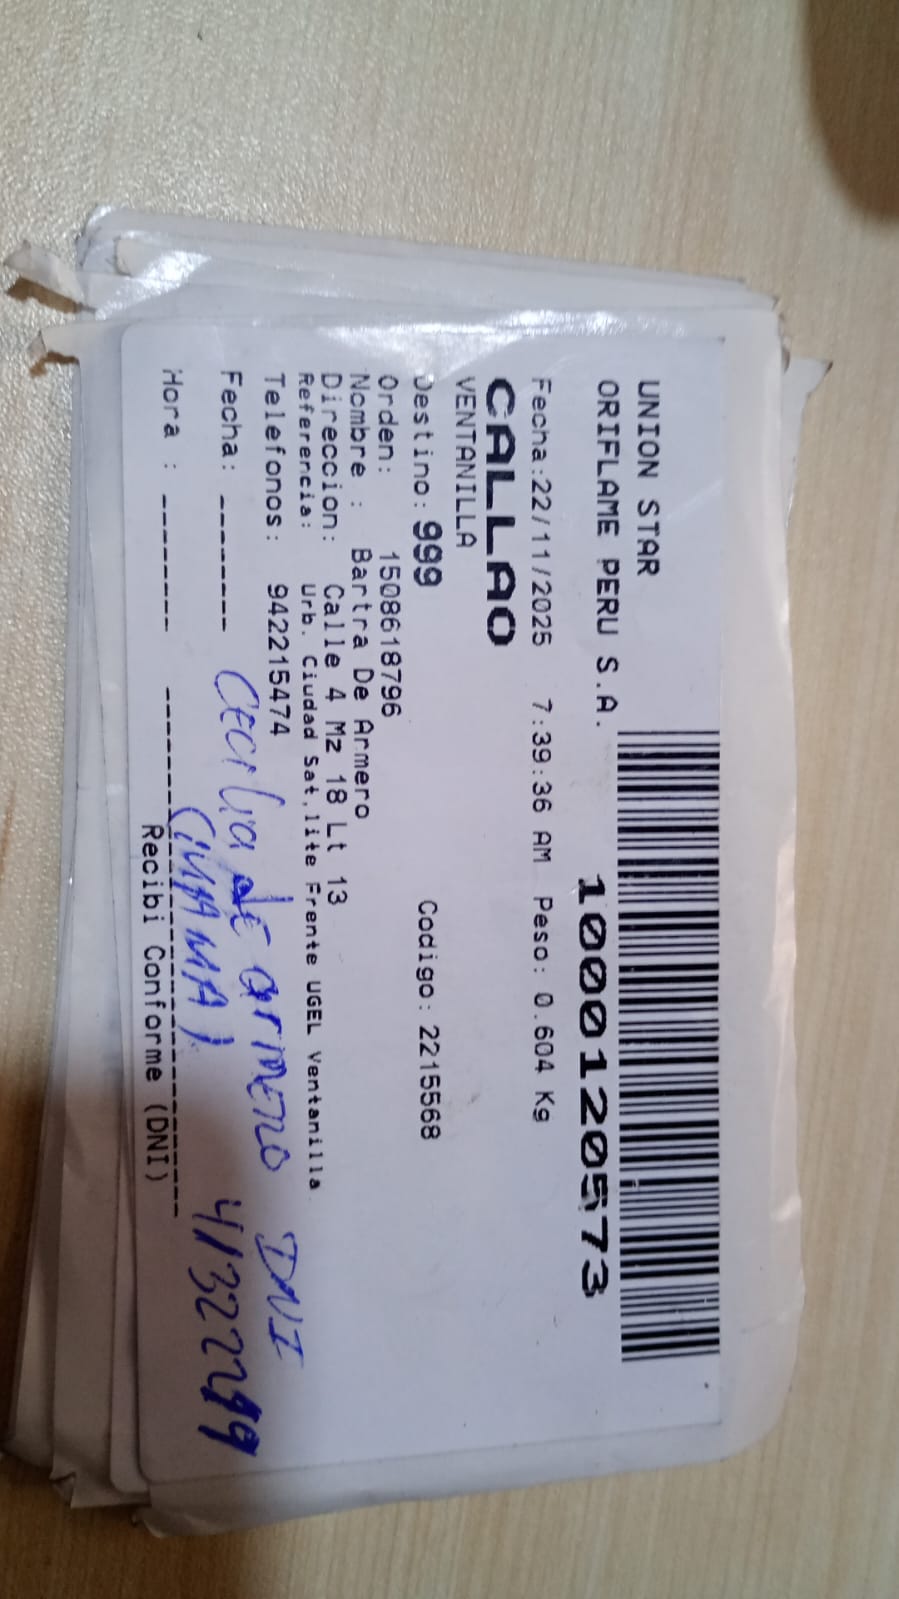 UNION STAR
ORIFLAME PERU S.A.
1000120573
Fecha:22/11/2025 7:39:36 AM Peso: 0.604 Kg
CALLAO
VENTANILLA
Destino: 999 Codigo: 2215568
Orden: 1508618796
Nombre : Bartra De Armero
Direccion: Calle 4 Mz 18 Lt 13
Referencia: Urb. Ciudad Sat,lite Frente UGEL Ventanilla
Telefonos: 942215474
Fecha: -------
Cecilia de armero DNI
Hora : -------
(MAMA) 41322299
Recibi Conforme (DNI)